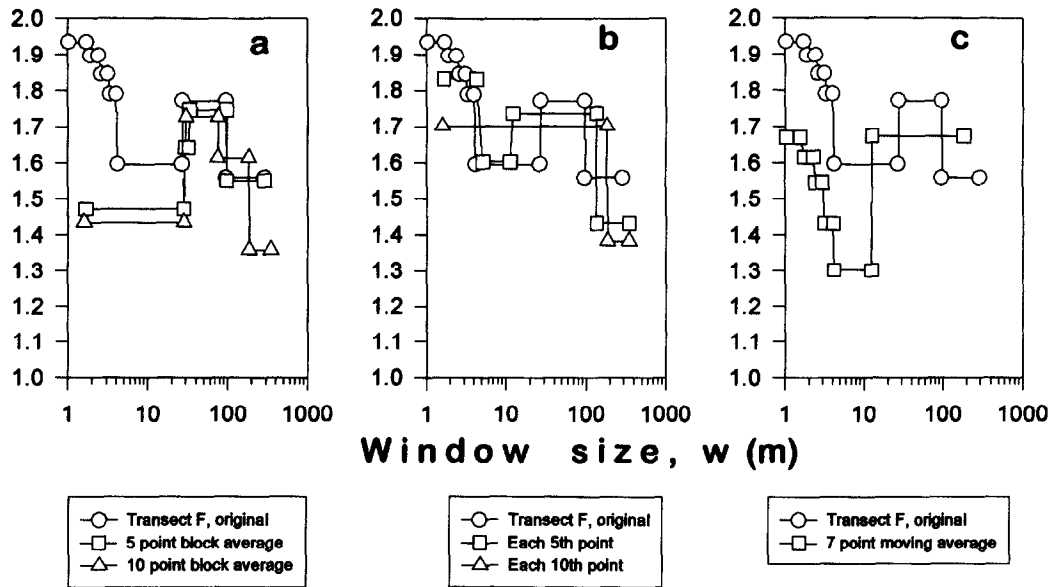 a
2.0
1.9
1.8
1.7
1.6
1.5
1.4
1.3
1.2
1.1
1.0
1 10 100 1000
b
2.0
1.9
1.8
1.7
1.6
1.5
1.4
1.3
1.2
1.1
1.0
1 10 100 1000
c
2.0
1.9
1.8
1.7
1.6
1.5
1.4
1.3
1.2
1.1
1.0
1 10 100 1000
Window size, w (m)
Transect F, original
5 point block average
10 point block average
Transect F, original
Each 5th point
Each 10th point
Transect F, original
7 point moving average